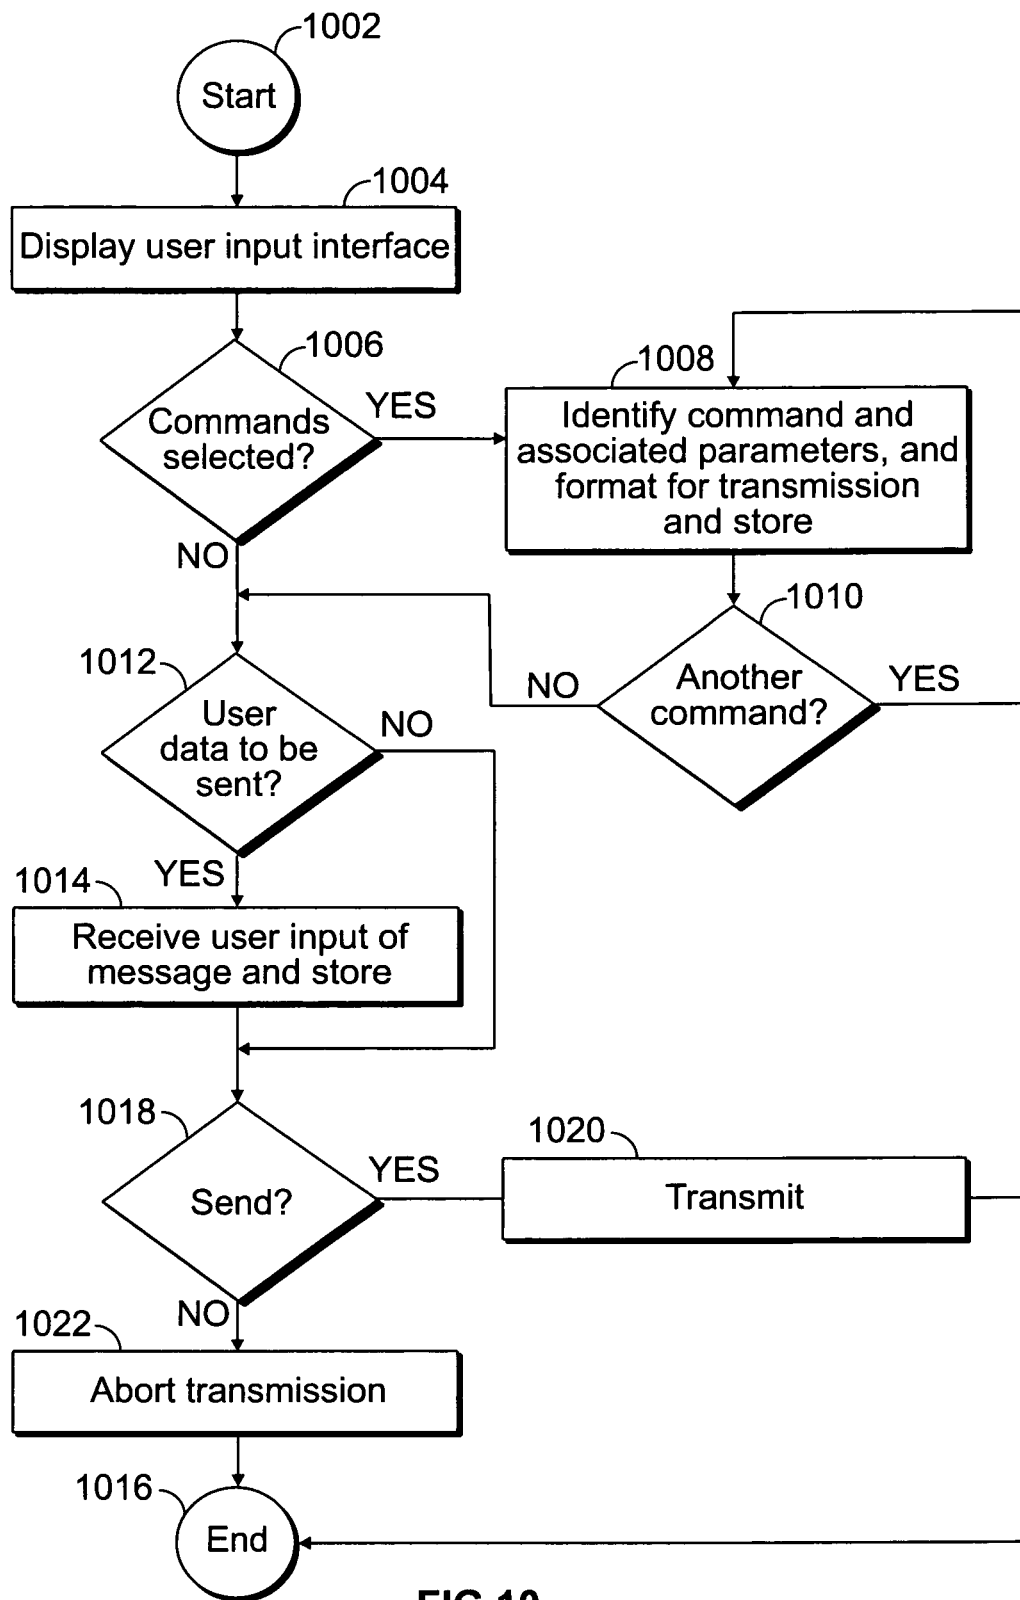 1002
Start
1004
Display user input interface
1006
Commands
selected?
YES
NO
1008
Identify command and
associated parameters, and
format for transmission
and store
1010
Another
command?
NO
YES
1012
User
data to be
sent?
NO
YES
1014
Receive user input of
message and store
1018
Send?
YES
NO
1020
Transmit
1022
Abort transmission
1016
End
FIG.10